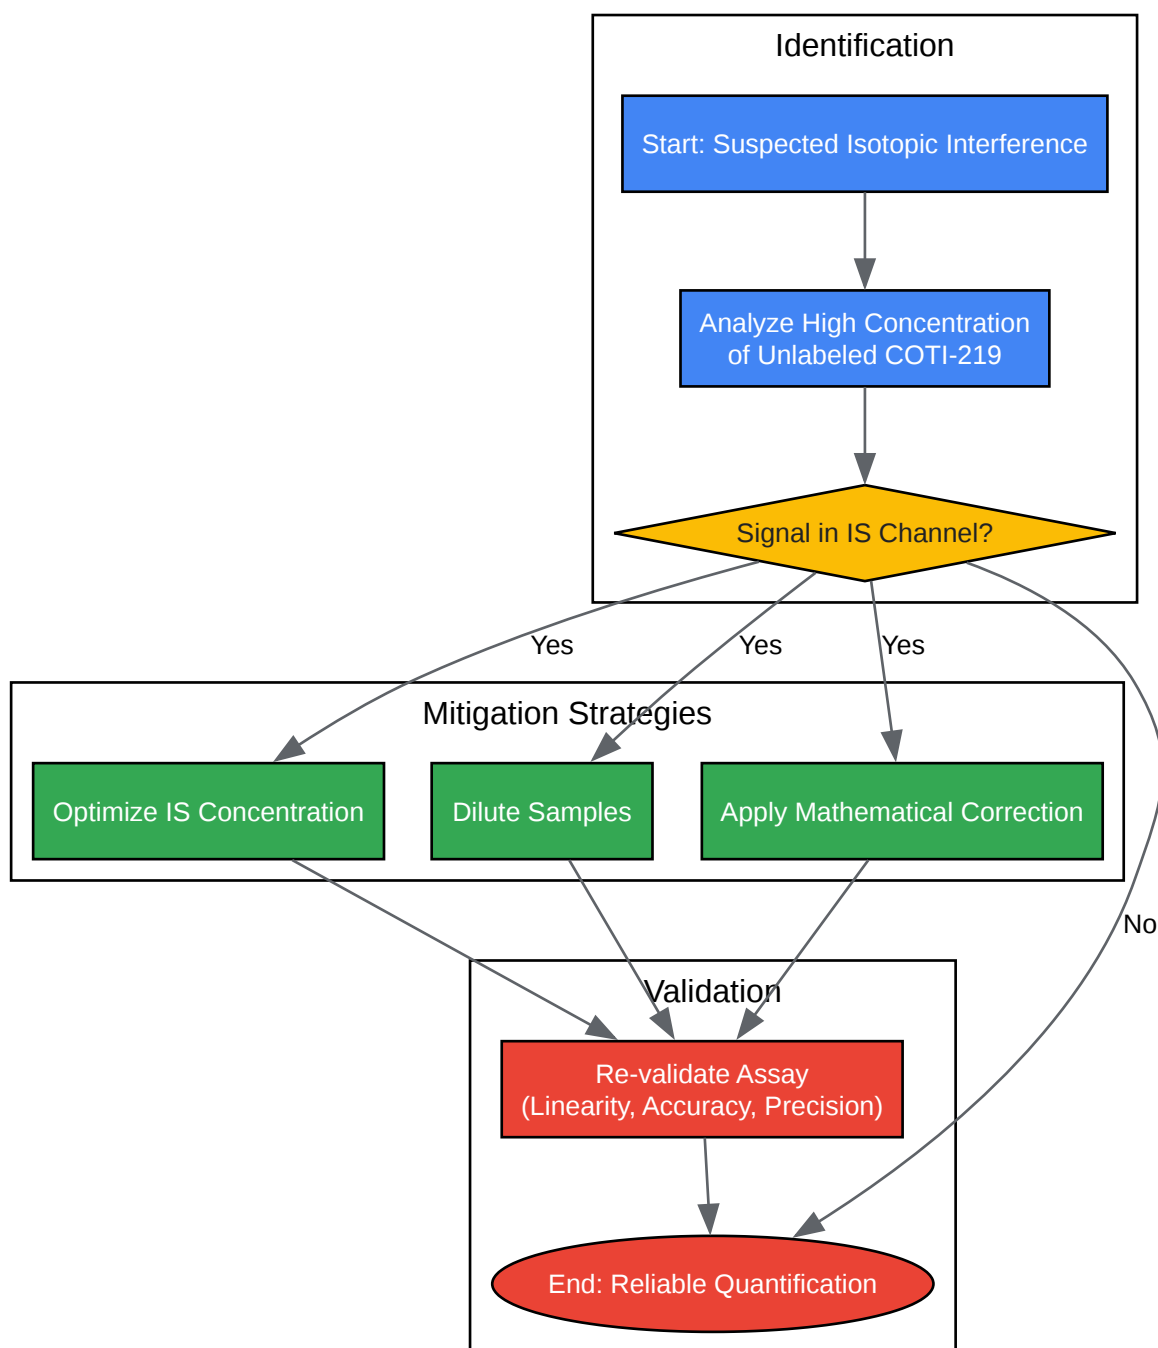 Identification
Start: Suspected Isotopic Interference
Analyze High Concentration
of Unlabeled COTI-219
Signal in IS Channel?
Yes
Yes
Yes
Mitigation Strategies
Optimize IS Concentration
Dilute Samples
Apply Mathematical Correction
No
Validation
Re-validate Assay
(Linearity, Accuracy, Precision)
End: Reliable Quantification